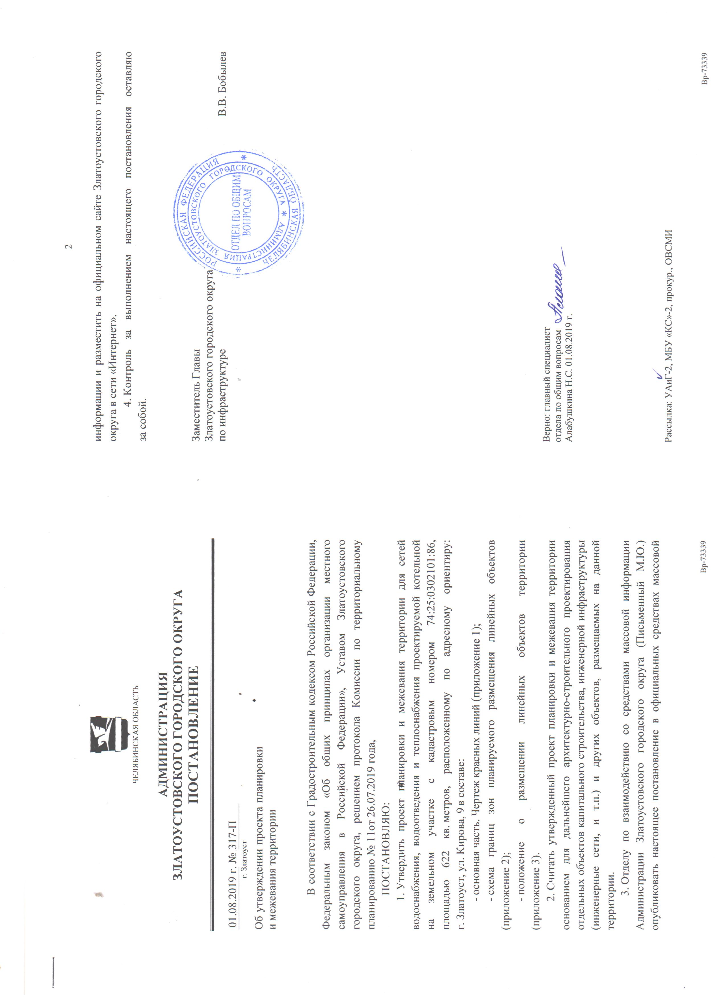 ЧЕЛЯБИНСКАЯ ОБЛАСТЬ
АДМИНИСТРАЦИЯ
ЗЛАТОУСТОВСКОГО ГОРОДСКОГО ОКРУГА
ПОСТАНОВЛЕНИЕ
01.08.2019 г. № 317-П
г. Златоуст
Об утверждении проекта планировки
и межевания территории
В соответствии с Градостроительным кодексом Российской Федерации,
Федеральным законом «Об общих принципах организации местного
самоуправления в Российской Федерации», Уставом Златоустовского
городского округа, решением протокола Комиссии по территориальному
планированию № 11от 26.07.2019 года,
ПОСТАНОВЛЯЮ:
1. Утвердить проект планировки и межевания территории для сетей
водоснабжения, водоотведения и теплоснабжения проектируемой котельной
на земельном участке с кадастровым номером 74:25:0302101:86,
площадью 622 кв. метров, расположенному по адресному ориентиру:
г. Златоуст, ул. Кирова, 9 в составе:
- основная часть. Чертеж красных линий (приложение 1);
- схема границ зон планируемого размещения линейных объектов
(приложение 2);
- положение о размещении линейных объектов территории
(приложение 3).
2. Считать утвержденный проект планировки и межевания территории
основанием для дальнейшего архитектурно-строительного проектирования
отдельных объектов капитального строительства, инженерной инфраструктуры
(инженерные сети, и т.п.) и других объектов, размещаемых на данной
территории.
3. Отделу по взаимодействию со средствами массовой информации
Администрации Златоустовского городского округа (Письменный М.Ю.)
опубликовать настоящее постановление в официальных средствах массовой
Вр-73339
2
информации и разместить на официальном сайте Златоустовского городского
округа в сети «Интернет».
4. Контроль за выполнением настоящего постановления оставляю
за собой.
Заместитель Главы
Златоустовского городского округа
по инфраструктуре В.В. Бобылев
РОССИЙСКАЯ ФЕДЕРАЦИЯ * ЧЕЛЯБИНСКАЯ ОБЛАСТЬ *
АДМИНИСТРАЦИЯ ЗЛАТОУСТОВСКОГО ГОРОДСКОГО ОКРУГА *
ОТДЕЛ ПО ОБЩИМ
ВОПРОСАМ
Верно: главный специалист
отдела по общим вопросам
Алабушкина Н.С. 01.08.2019 г.
Рассылка: УАиГ-2, МБУ «КС»-2, прокур., ОВСМИ
Вр-73339